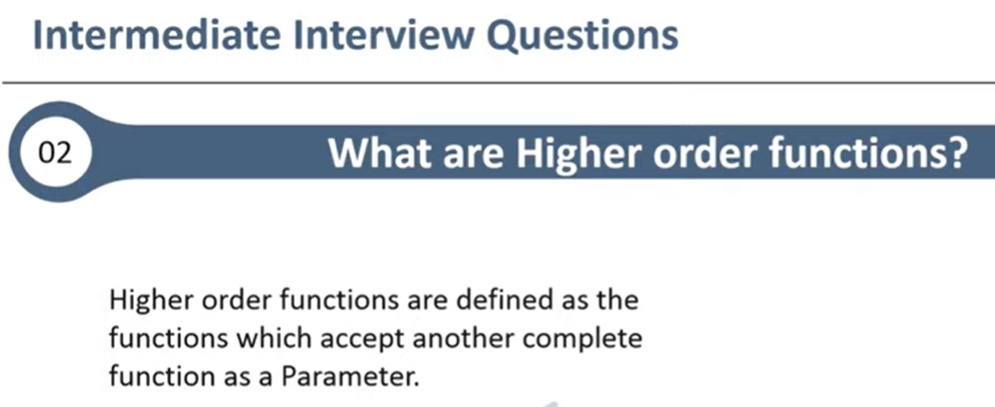 Intermediate Interview Questions
02
What are Higher order functions?
Higher order functions are defined as the
functions which accept another complete
function as a Parameter.